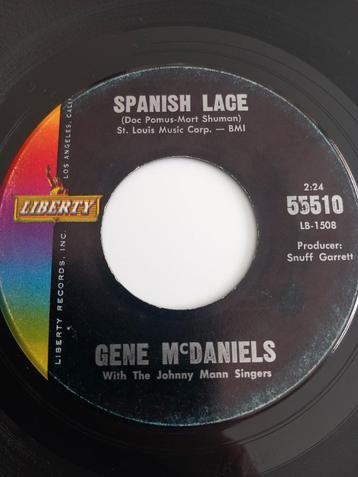 SPANISH LACE
(Doc Pomus-Mort Shuman)
St. Louis Music Corp. — BMI
LIBERTY
LIBERTY RECORDS, INC.
LOS ANGELES, CALIF
2:24
55510
LB-1508
Producer:
Snuff Garrett
GENE McDANIELS
With The Johnny Mann Singers